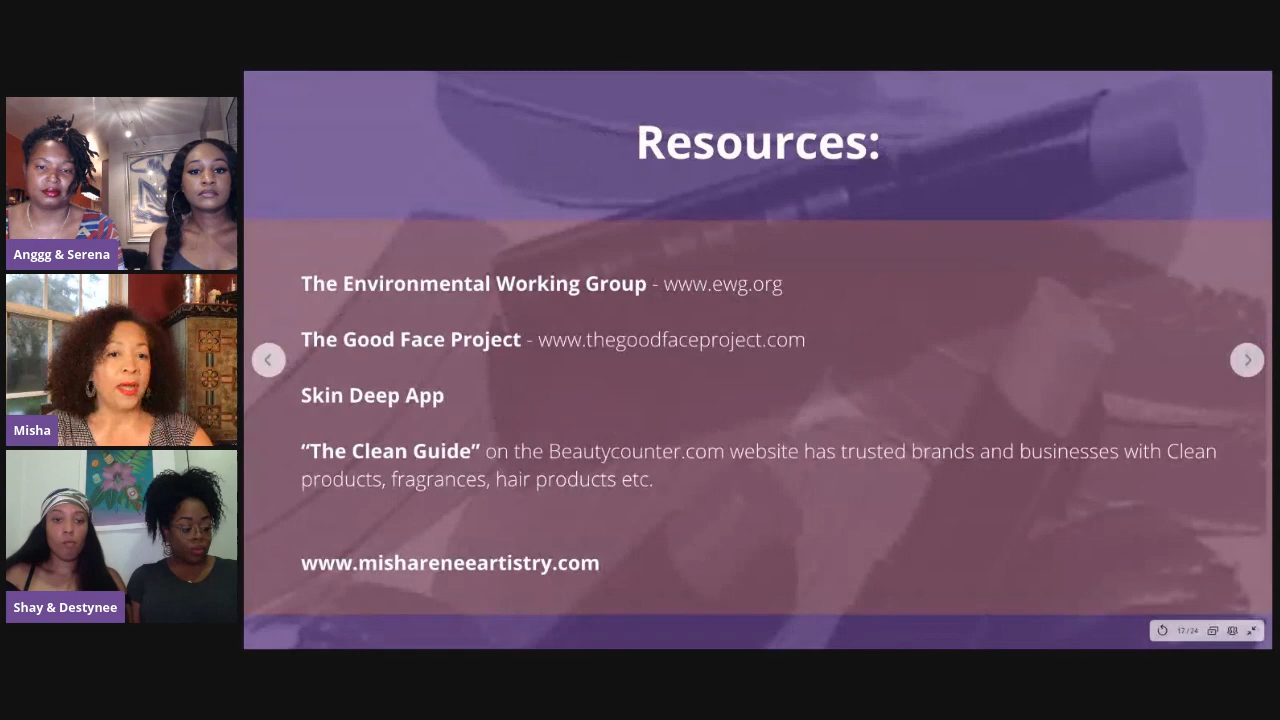 Resources:
The Environmental Working Group - www.ewg.org
The Good Face Project - www.thegoodfaceproject.com
Skin Deep App
“The Clean Guide” on the Beautycounter.com website has trusted brands and businesses with Clean
products, fragrances, hair products etc.
www.mishareneeartistry.com
17 / 24
Anggg & Serena
Misha
Shay & Destynee